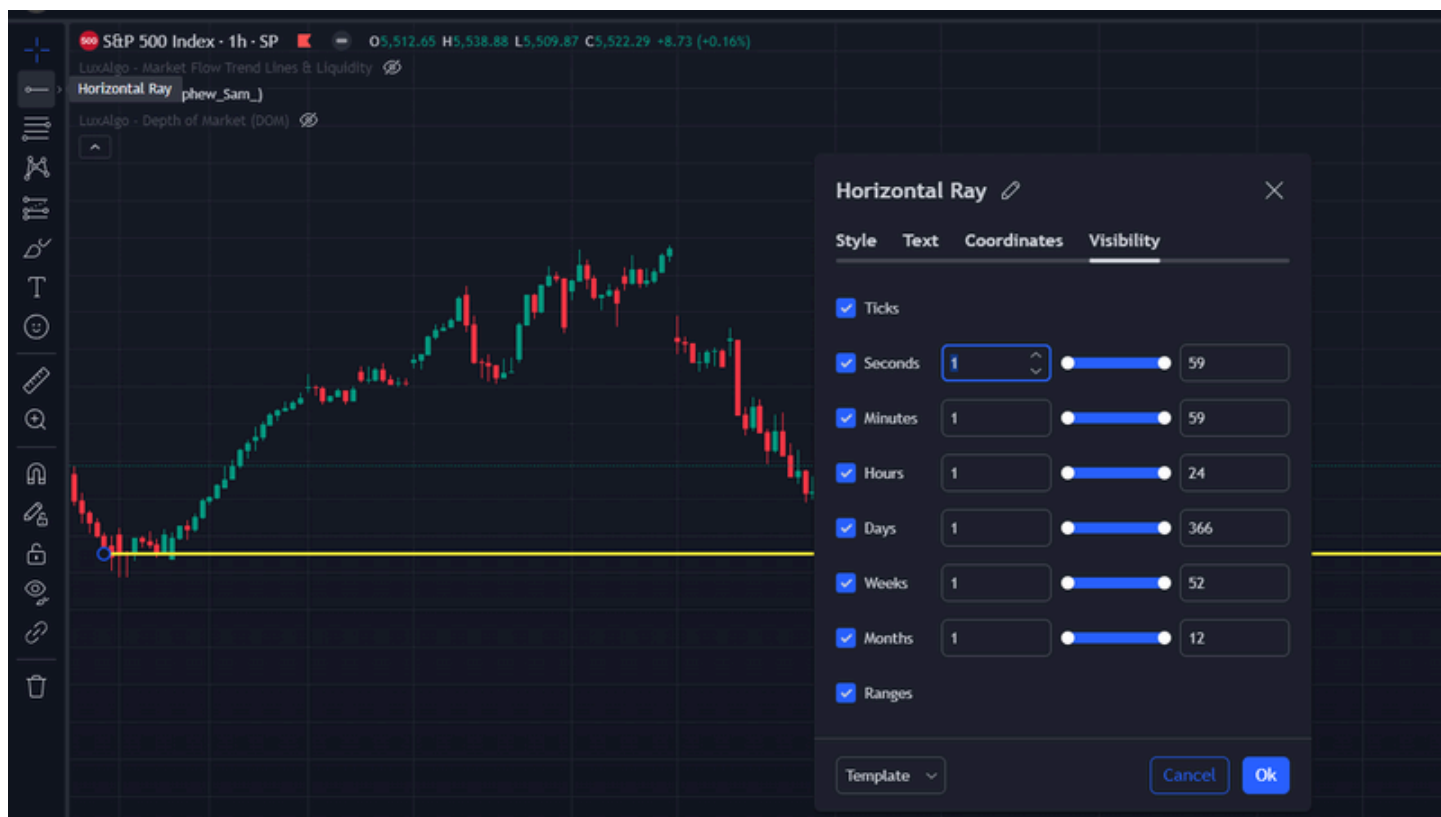 500 S&P 500 Index · 1h · SP O5,512.65 H5,538.88 L5,509.87 C5,522.29 +8.73 (+0.16%)
LuxAlgo - Market Flow Trend Lines & Liquidity
Horizontal Ray phew_Sam_)
LuxAlgo - Depth of Market (DOM)
Horizontal Ray
Style Text Coordinates Visibility
Ticks
Seconds 1 59
Minutes 1 59
Hours 1 24
Days 1 366
Weeks 1 52
Months 1 12
Ranges
Template Cancel Ok